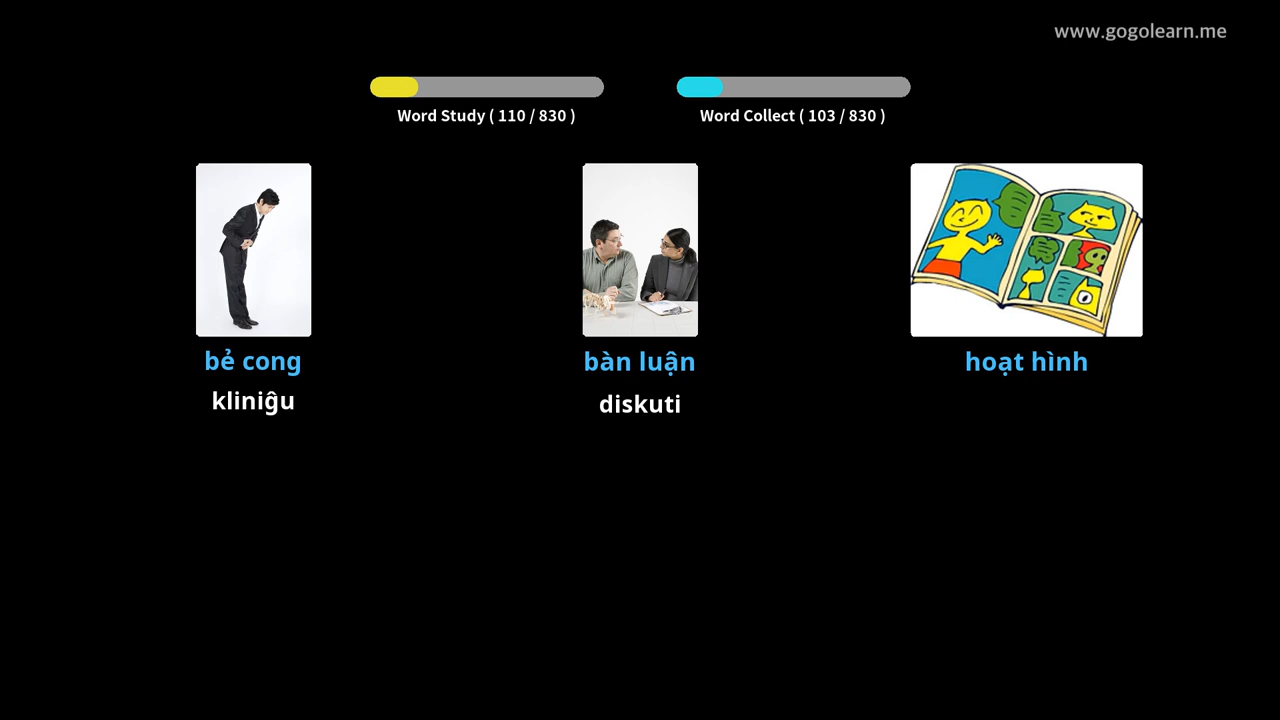 www.gogolearn.me
Word Study ( 110 / 830 )
Word Collect ( 103 / 830 )
bẻ cong
bàn luận
hoạt hình
kliniĝu
diskuti